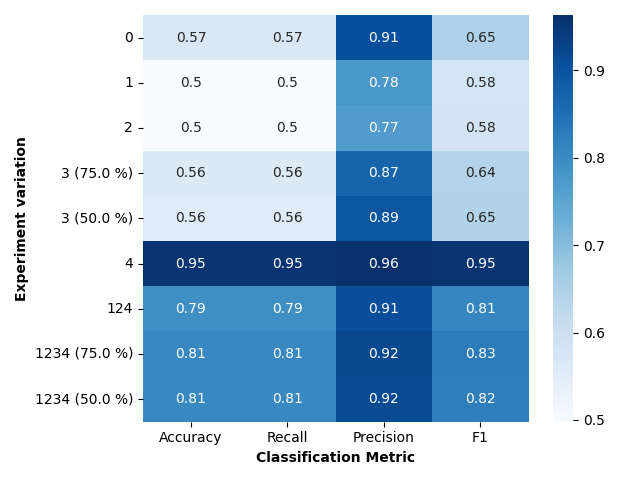 0 0.57 0.57 0.91 0.65
1 0.5 0.5 0.78 0.58
2 0.5 0.5 0.77 0.58
3 (75.0 %) 0.56 0.56 0.87 0.64
3 (50.0 %) 0.56 0.56 0.89 0.65
4 0.95 0.95 0.96 0.95
124 0.79 0.79 0.91 0.81
1234 (75.0 %) 0.81 0.81 0.92 0.83
1234 (50.0 %) 0.81 0.81 0.92 0.82
Accuracy Recall Precision F1
Classification Metric
Experiment variation
0.9
0.8
0.7
0.6
0.5